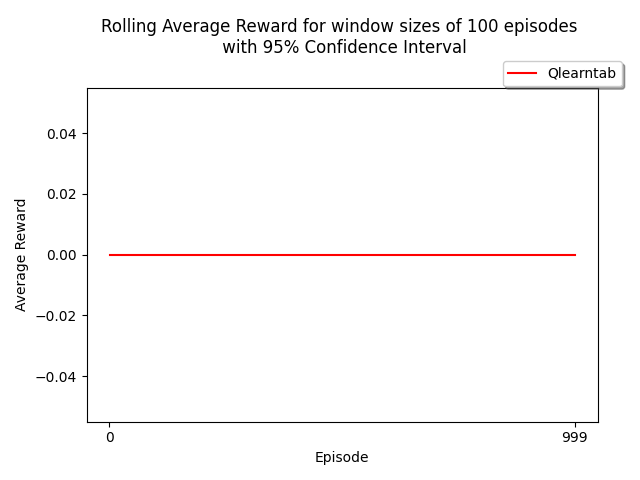 Rolling Average Reward for window sizes of 100 episodes
with 95% Confidence Interval
Qlearntab
0.04
0.02
0.00
−0.02
−0.04
Average Reward
0
999
Episode